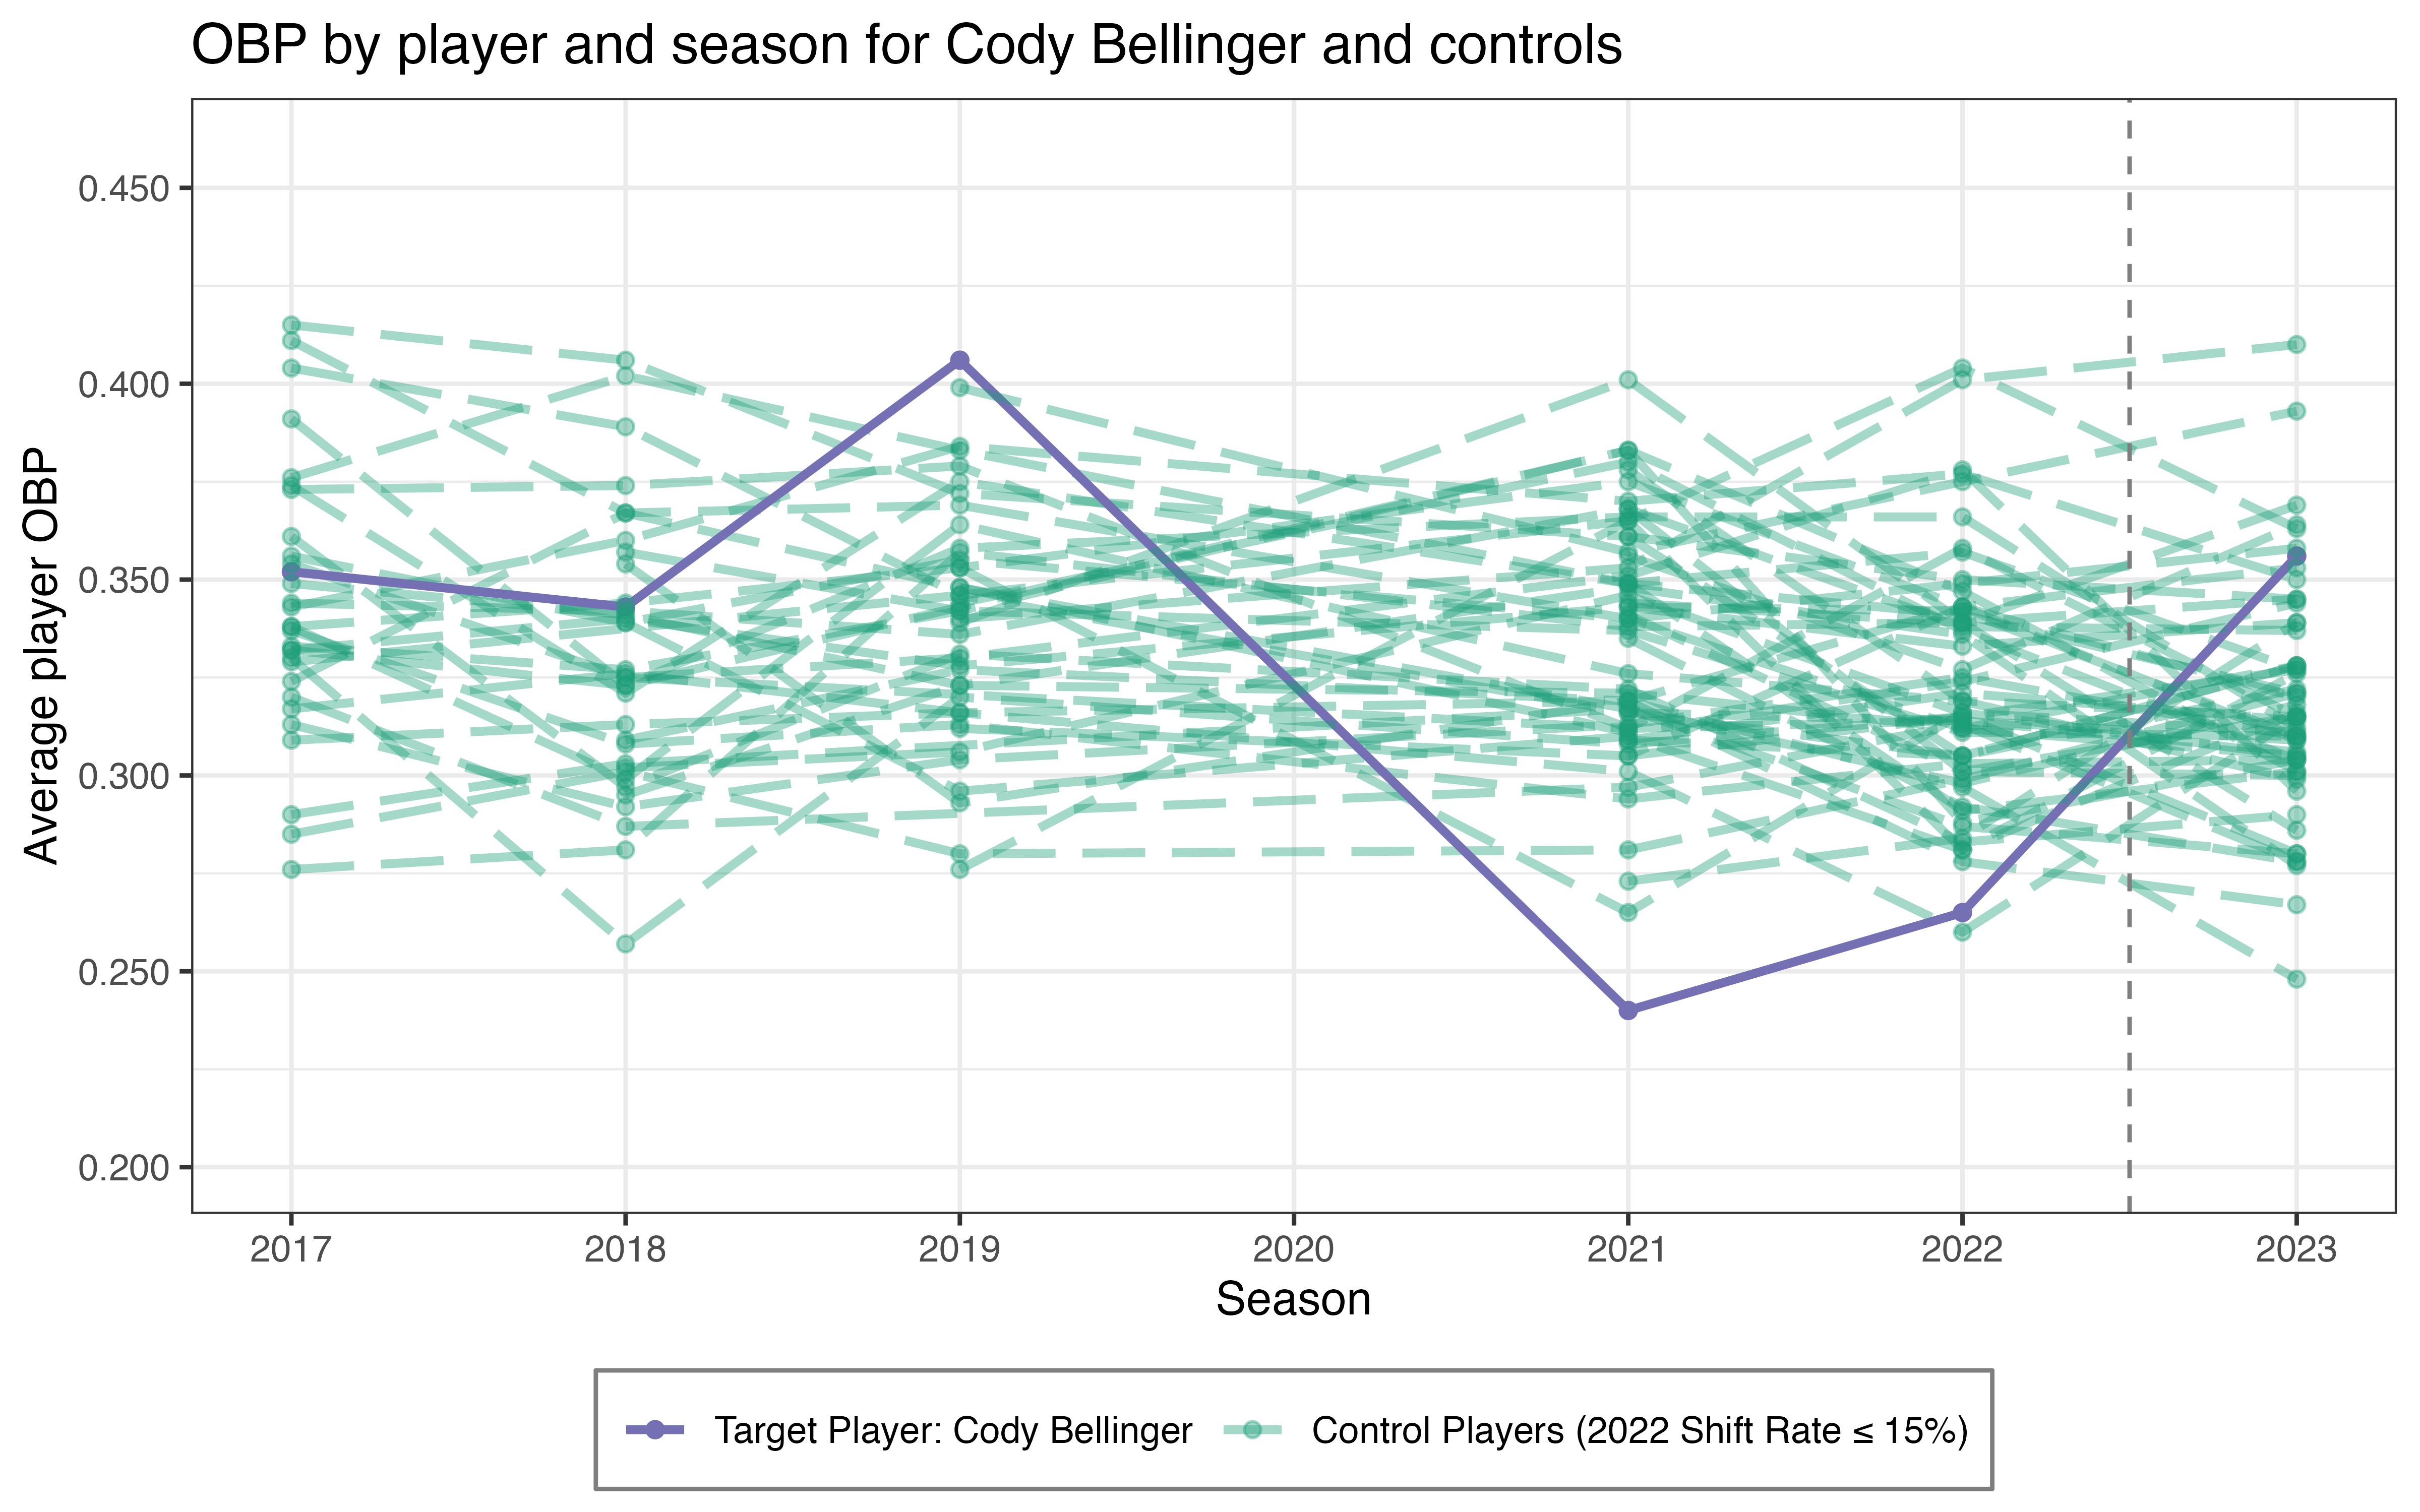 OBP by player and season for Cody Bellinger and controls
Average player OBP
0.450
0.400
0.350
0.300
0.250
0.200
2017 2018 2019 2020 2021 2022 2023
Season
Target Player: Cody Bellinger Control Players (2022 Shift Rate ≤ 15%)